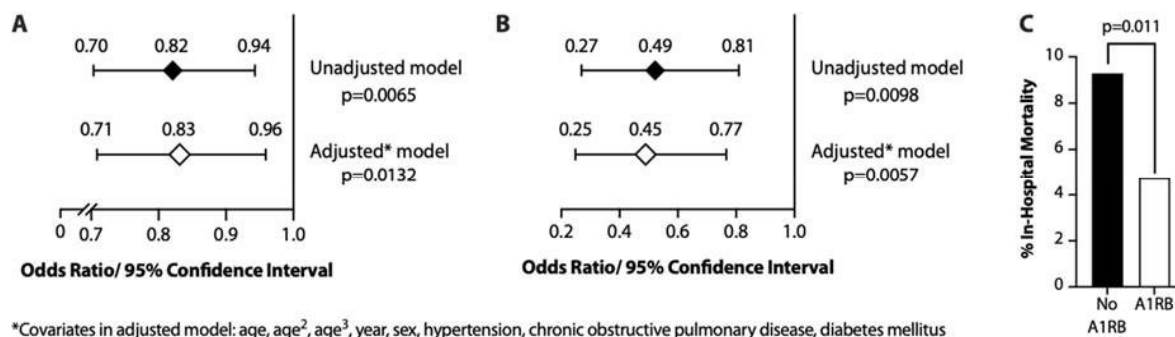 A
0.70 0.82 0.94
Unadjusted model
p=0.0065
0.71 0.83 0.96
Adjusted* model
p=0.0132
0 0.7 0.8 0.9 1.0
Odds Ratio/ 95% Confidence Interval
B
0.27 0.49 0.81
Unadjusted model
p=0.0098
0.25 0.45 0.77
Adjusted* model
p=0.0057
0.2 0.4 0.6 0.8 1.0
Odds Ratio/ 95% Confidence Interval
C
p=0.011
% In-Hospital Mortality
10
8
6
4
2
0
No A1RB
A1RB
*Covariates in adjusted model: age, age², age³, year, sex, hypertension, chronic obstructive pulmonary disease, diabetes mellitus